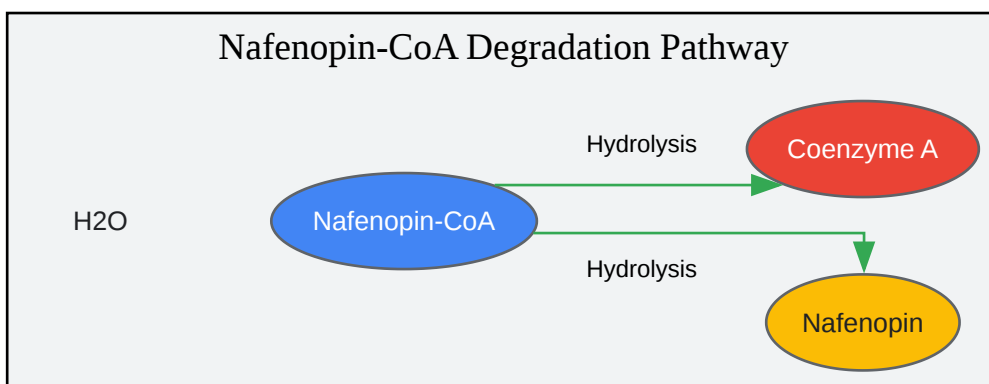 Nafenopin-CoA Degradation Pathway
Hydrolysis
Coenzyme A
H2O
Nafenopin-CoA
Hydrolysis
Nafenopin